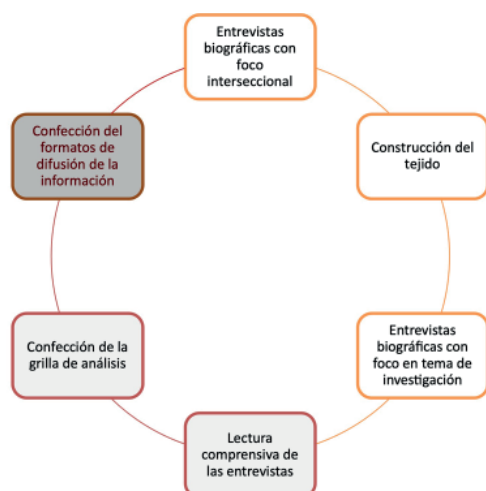 Entrevistas
biográficas con
foco
interseccional
Construcción del
tejido
Entrevistas
biográficas con
foco en tema de
investigación
Lectura
comprensiva de
las entrevistas
Confección de la
grilla de análisis
Confección del
formatos de
difusión de la
información